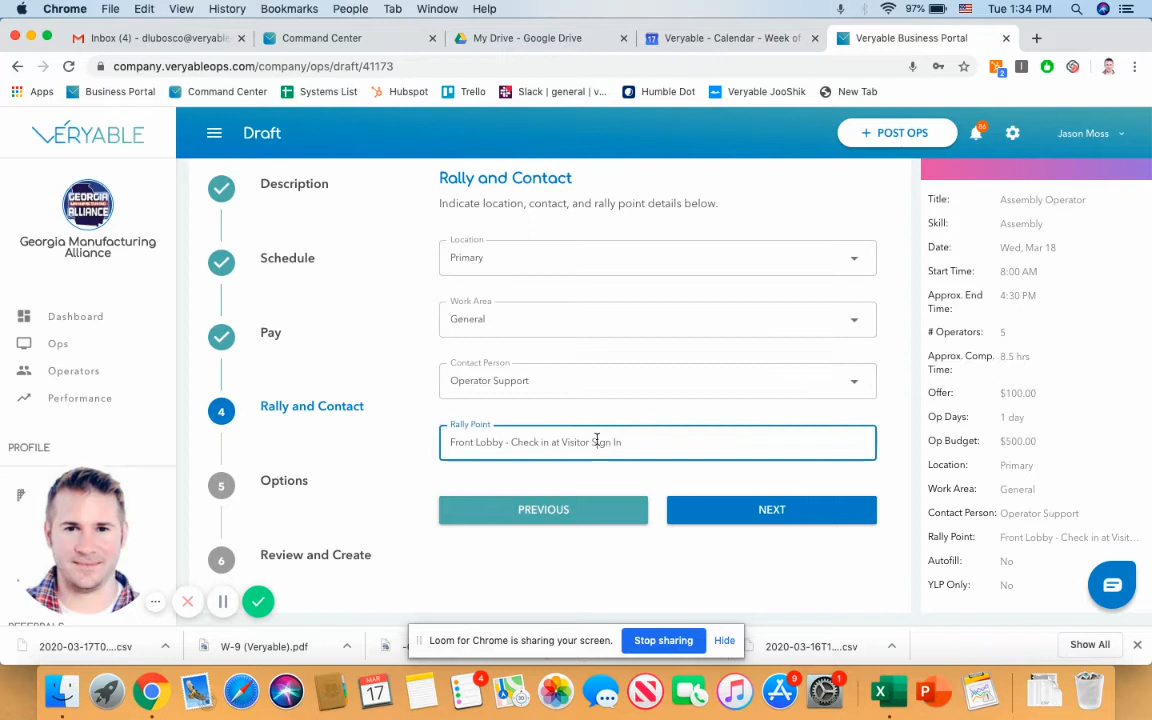 Chrome File Edit View History Bookmarks People Tab Window Help
97% Tue 1:34 PM
Inbox (4) - dlubosco@veryable
Command Center
My Drive - Google Drive
Veryable - Calendar - Week of
Veryable Business Portal
company.veryableops.com/company/ops/draft/41173
2
Apps Business Portal Command Center Systems List Hubspot Trello Slack | general | v... Humble Dot Veryable JooShik New Tab
VERYABLE
Draft
+ POST OPS
86
Jason Moss
GEORGIA
MANUFACTURING
ALLIANCE
Georgia Manufacturing
Alliance
Dashboard
Ops
Operators
Performance
PROFILE
REFERRALS
Description
Schedule
Pay
4
Rally and Contact
5
Options
6
Review and Create
Rally and Contact
Indicate location, contact, and rally point details below.
Location
Primary
Work Area
General
Contact Person
Operator Support
Rally Point
Front Lobby - Check in at Visitor Sign In
PREVIOUS
NEXT
Title: Assembly Operator
Skill: Assembly
Date: Wed, Mar 18
Start Time: 8:00 AM
Approx. End
Time: 4:30 PM
# Operators: 5
Approx. Comp.
Time: 8.5 hrs
Offer: $100.00
Op Days: 1 day
Op Budget: $500.00
Location: Primary
Work Area: General
Contact Person: Operator Support
Rally Point: Front Lobby - Check in at Visit...
Autofill: No
YLP Only: No
Loom for Chrome is sharing your screen.
Stop sharing
Hide
2020-03-17T0....csv
W-9 (Veryable).pdf
2020-03-16T1....csv
Show All
4
MAR
17
9
1